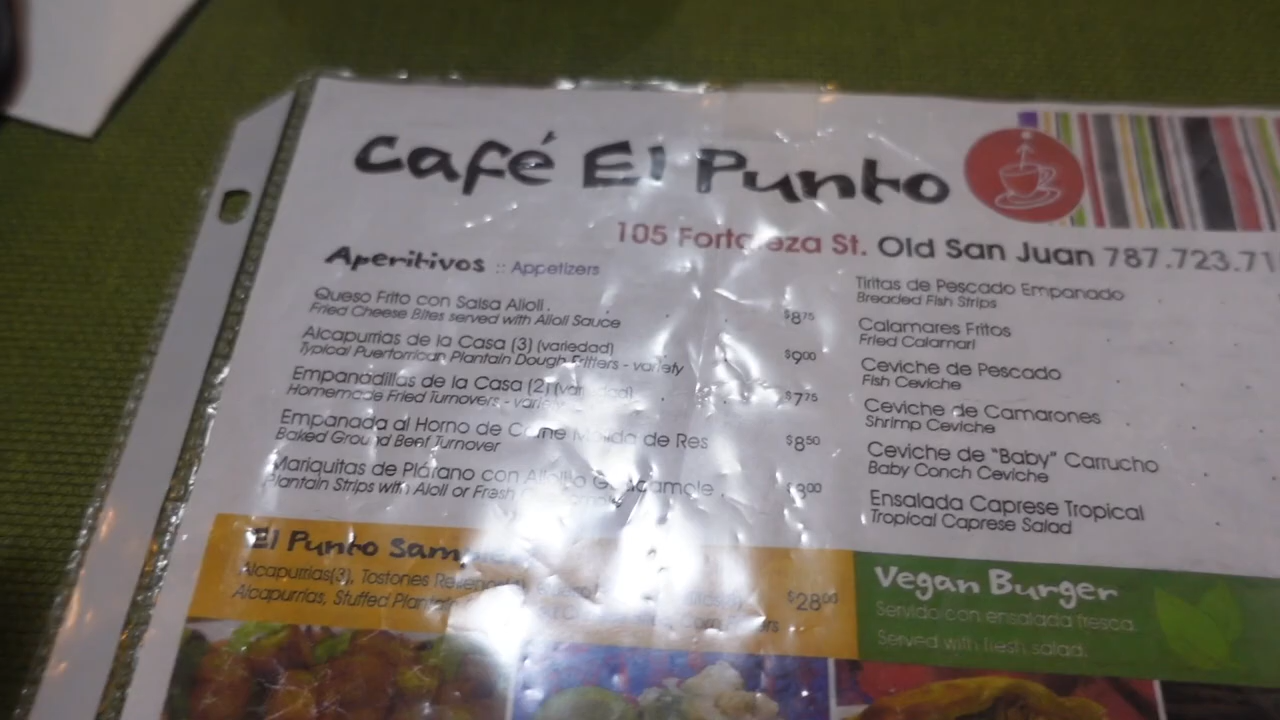 Café El Punto
105 Fortaleza St. Old San Juan 787.723.71
Aperitivos :: Appetizers
Queso Frito con Salsa Alioli . $8.75
Fried Cheese Bites served with Alioli Sauce
Alcapurrias de la Casa (3) (variedad) $9.00
Typical Puertorrican Plantain Dough Fritters - variety
Empanadillas de la Casa (2) (variedad) $7.75
Homemade Fried Turnovers - variety
Empanada al Horno de Carne Molida de Res $8.50
Baked Ground Beef Turnover
Mariquitas de Plátano con Guacamole .
Plantain Strips with Aioli or Fresh
Tiritas de Pescado Empanado
Breaded Fish Strips
Calamares Fritos
Fried Calamari
Ceviche de Pescado
Fish Ceviche
Ceviche de Camarones
Shrimp Ceviche
Ceviche de "Baby" Carrucho
Baby Conch Ceviche
Ensalada Caprese Tropical
Tropical Caprese Salad
El Punto
Alcapurrias(3), Tostones $28.00
Alcapurrias, Stuffed
Vegan Burger
Servido con ensalada fresca.
Served with fresh salad.